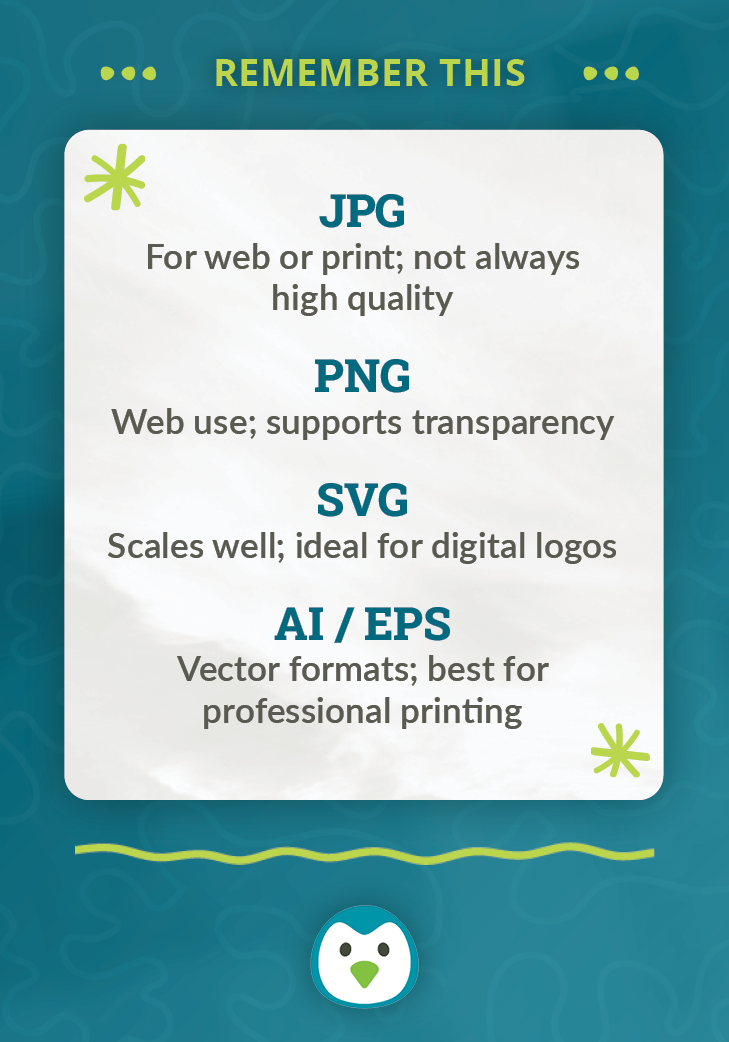 REMEMBER THIS
JPG
For web or print; not always
high quality
PNG
Web use; supports transparency
SVG
Scales well; ideal for digital logos
AI / EPS
Vector formats; best for
professional printing